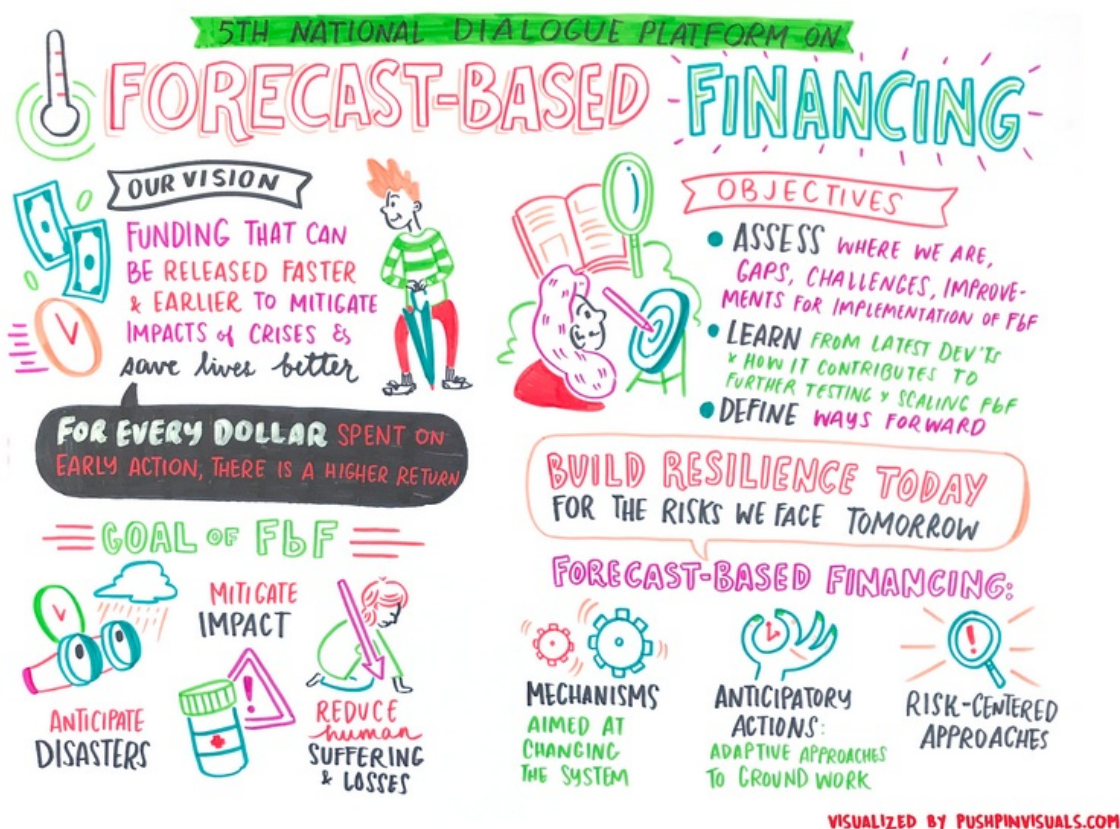 5TH NATIONAL DIALOGUE PLATFORM ON
FORECAST-BASED FINANCING
OUR VISION
FUNDING THAT CAN
BE RELEASED FASTER
& EARLIER TO MITIGATE
IMPACTS of CRISES &
save lives better
FOR EVERY DOLLAR SPENT ON
EARLY ACTION, THERE IS A HIGHER RETURN
GOAL OF FbF
ANTICIPATE
DISASTERS
MITIGATE
IMPACT
REDUCE
human
SUFFERING
& LOSSES
OBJECTIVES
• ASSESS WHERE WE ARE,
GAPS, CHALLENGES, IMPROVE-
MENTS FOR IMPLEMENTATION OF FbF
• LEARN FROM LATEST DEV'TS
& HOW IT CONTRIBUTES TO
FURTHER TESTING & SCALING FbF
• DEFINE WAYS FORWARD
BUILD RESILIENCE TODAY
FOR THE RISKS WE FACE TOMORROW
FORECAST-BASED FINANCING:
MECHANISMS
AIMED AT
CHANGING
THE SYSTEM
ANTICIPATORY
ACTIONS:
ADAPTIVE APPROACHES
TO GROUND WORK
RISK-CENTERED
APPROACHES
VISUALIZED BY PUSHPINVISUALS.COM